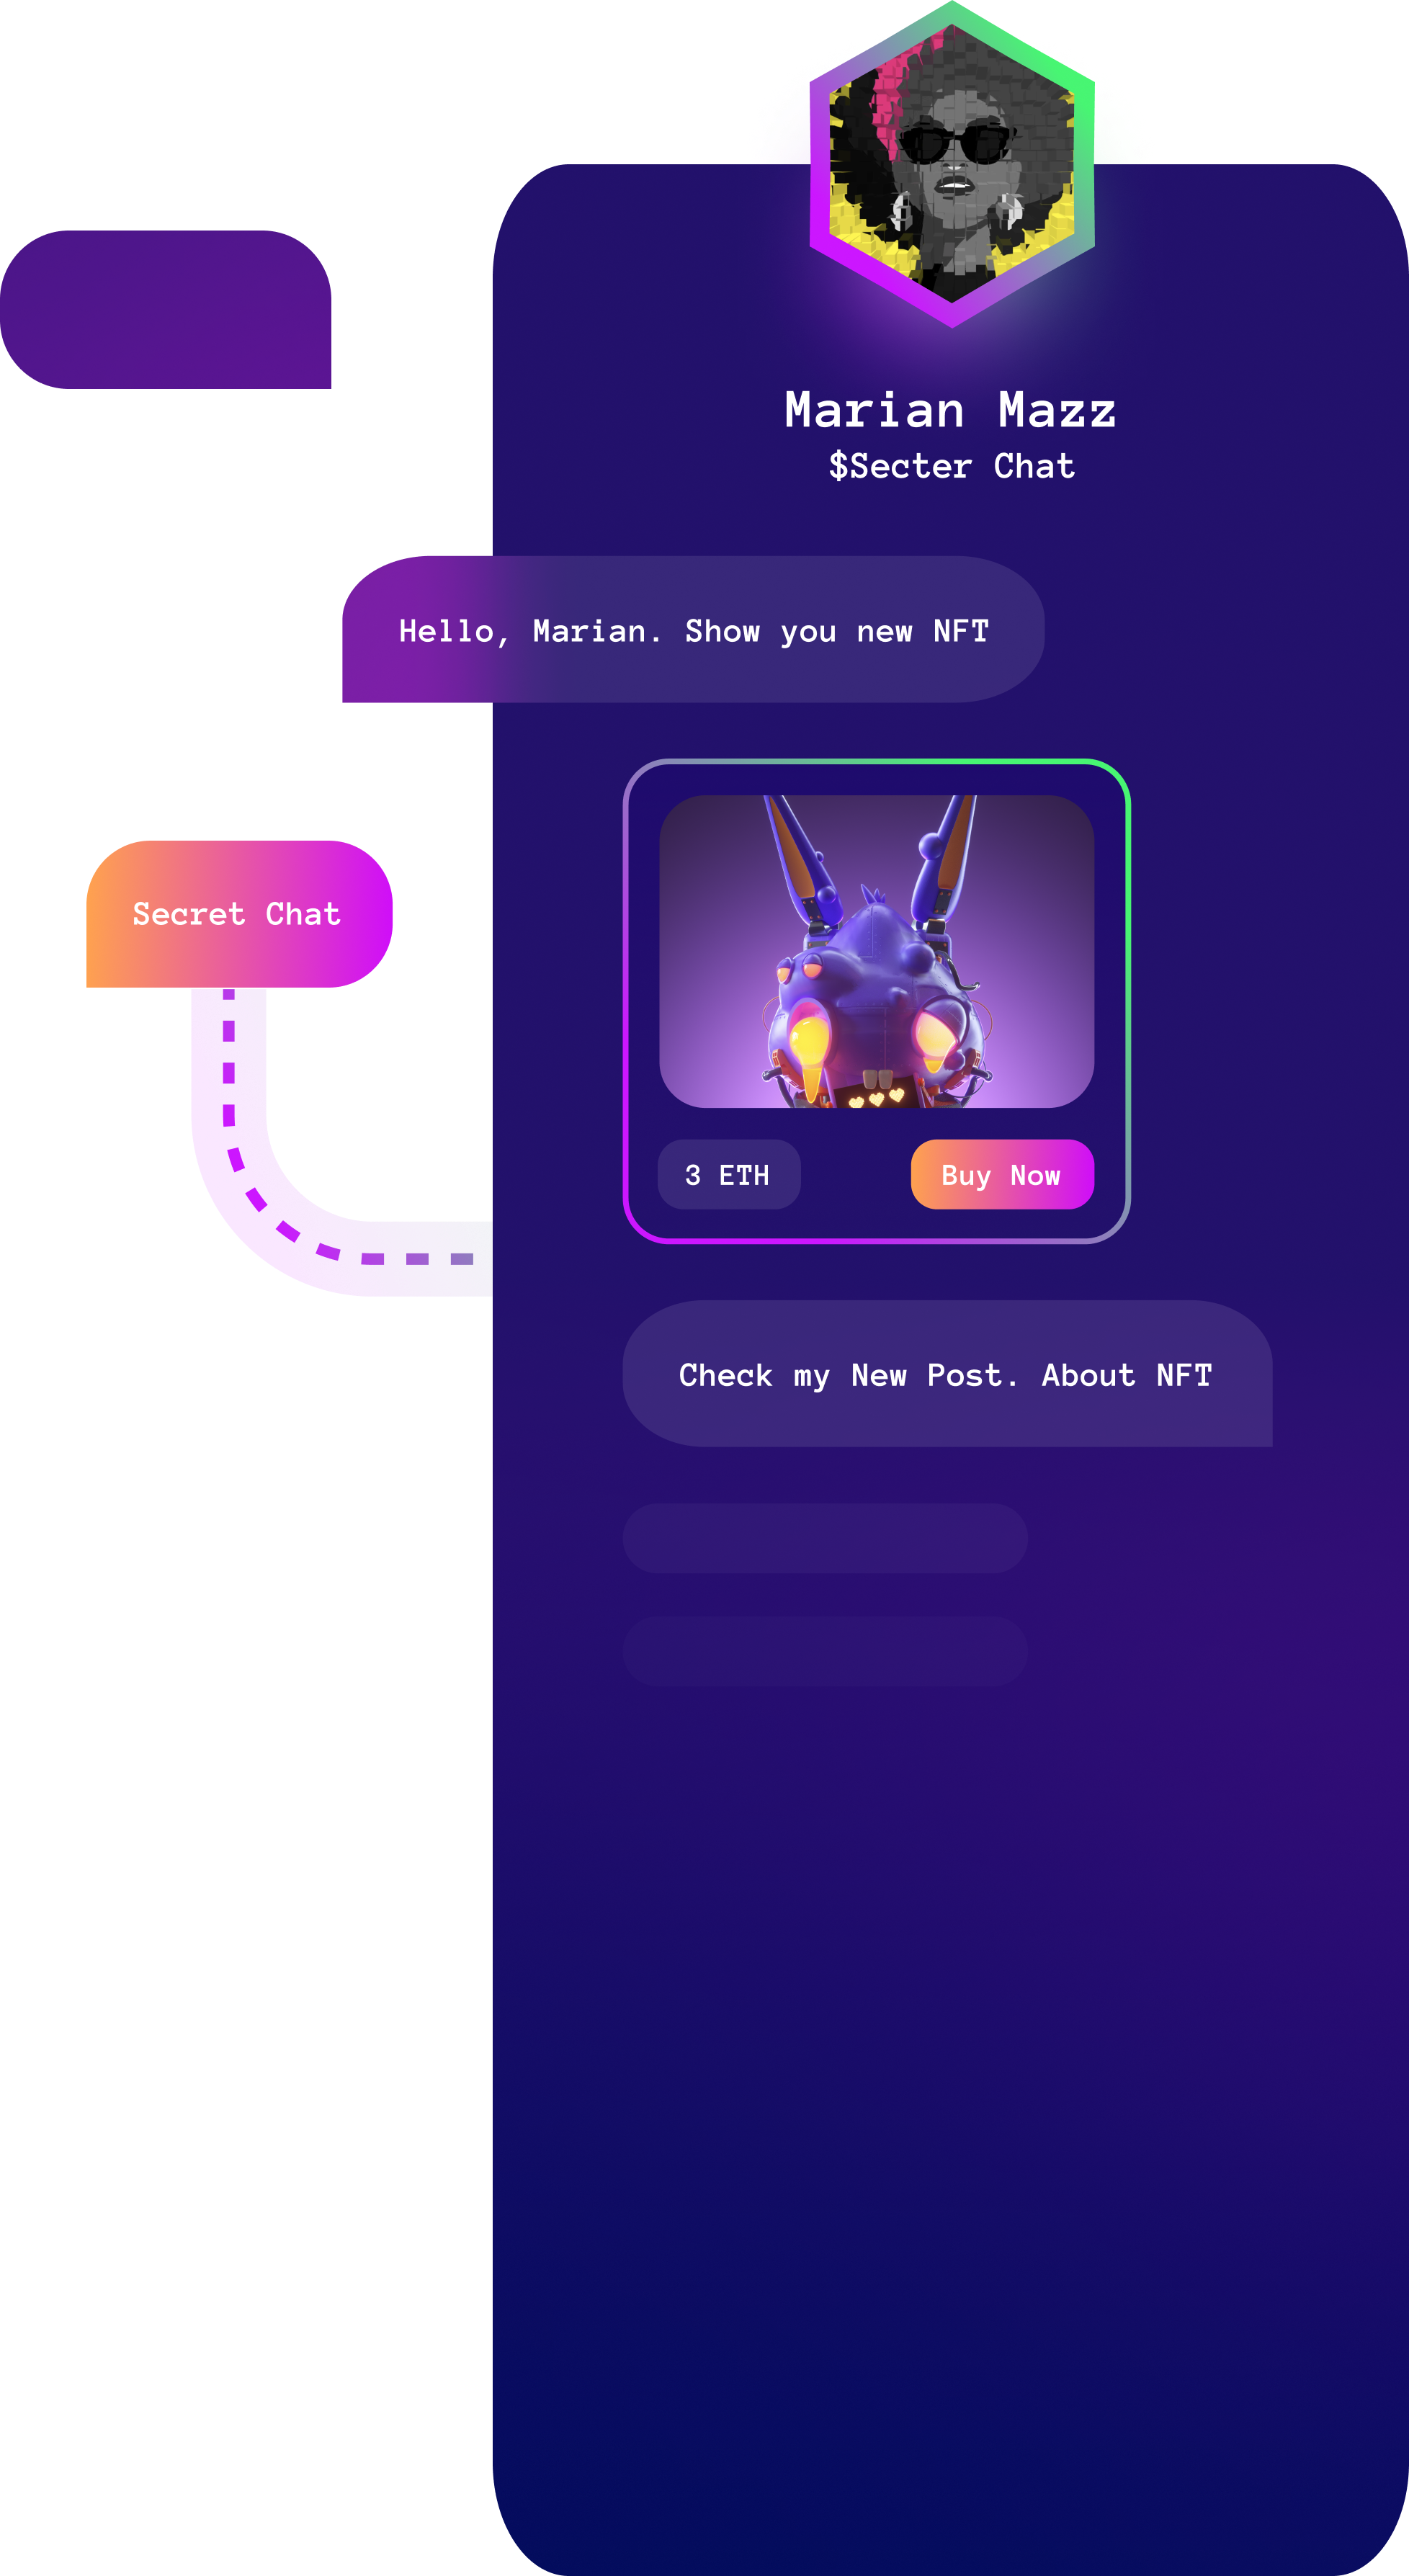 Marian Mazz
$Secter Chat
Hello, Marian. Show you new NFT
Secret Chat
3 ETH
Buy Now
Check my New Post. About NFT